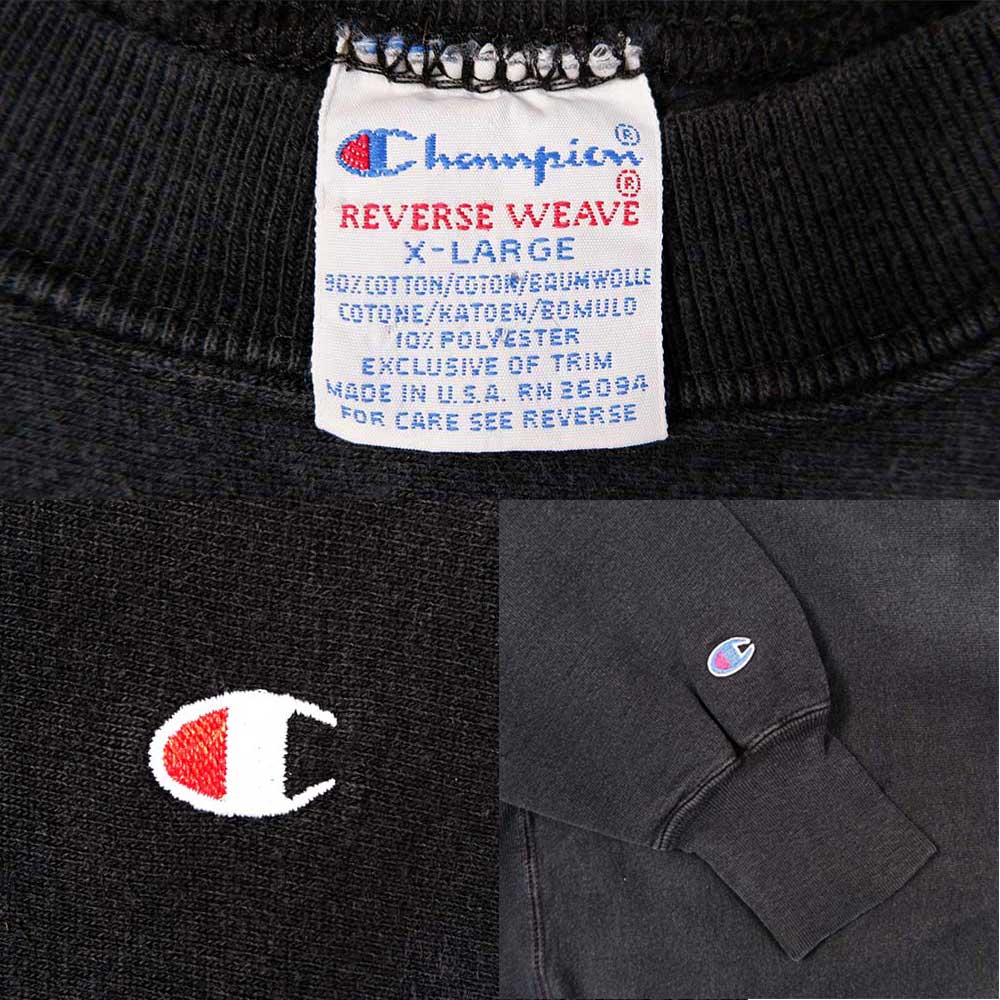 Champion®
®
REVERSE WEAVE
X-LARGE
90% COTTON/COTON/BAUMWOLLE
COTONE/KATOEN/BOMULD
10% POLYESTER
EXCLUSIVE OF TRIM
MADE IN U.S.A. RN 26094
FOR CARE SEE REVERSE